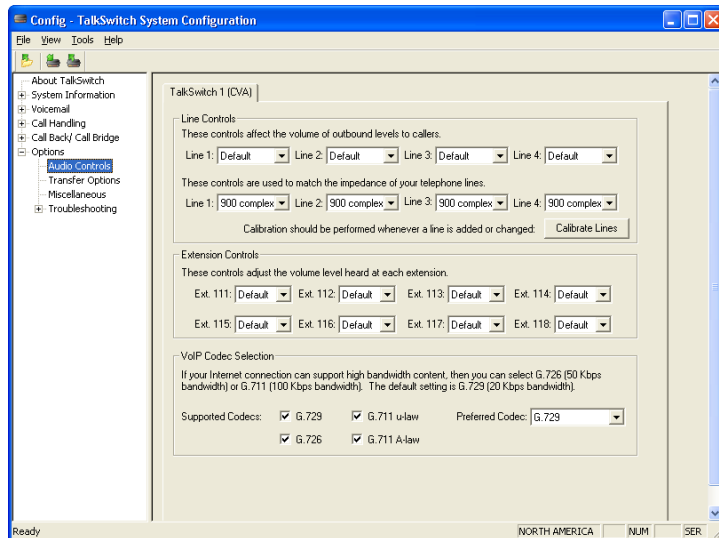 Config - TalkSwitch System Configuration
File View Tools Help
About TalkSwitch
System Information
Voicemail
Call Handling
Call Back/ Call Bridge
Options
Audio Controls
Transfer Options
Miscellaneous
Troubleshooting
TalkSwitch 1 (CVA)
Line Controls
These controls affect the volume of outbound levels to callers.
Line 1: Default Line 2: Default Line 3: Default Line 4: Default
These controls are used to match the impedance of your telephone lines.
Line 1: 900 complex Line 2: 900 complex Line 3: 900 complex Line 4: 900 complex
Calibration should be performed whenever a line is added or changed: Calibrate Lines
Extension Controls
These controls adjust the volume level heard at each extension.
Ext. 111: Default Ext. 112: Default Ext. 113: Default Ext. 114: Default
Ext. 115: Default Ext. 116: Default Ext. 117: Default Ext. 118: Default
VoIP Codec Selection
If your Internet connection can support high bandwidth content, then you can select G.726 (50 Kbps
bandwidth) or G.711 (100 Kbps bandwidth). The default setting is G.729 (20 Kbps bandwidth).
Supported Codecs: G.729 G.711 u-law Preferred Codec: G.729
G.726 G.711 A-law
Ready NORTH AMERICA NUM SER